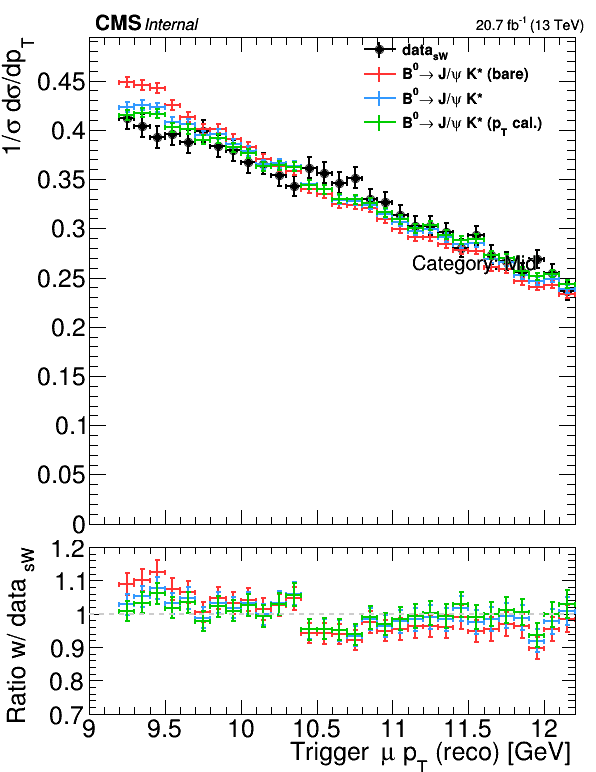 CMS Internal 20.7 fb⁻¹ (13 TeV)
1/σ dσ/dp_T
data_sW
B⁰→ J/ψ K* (bare)
B⁰→ J/ψ K*
B⁰→ J/ψ K* (p_T cal.)
0.45
0.4
0.35
0.3
Category: Mid
0.25
0.2
0.15
0.1
0.05
0
Ratio w/ data sW
1.2
1.1
1
0.9
0.8
0.7
9 9.5 10 10.5 11 11.5 12
Trigger μ p_T (reco) [GeV]